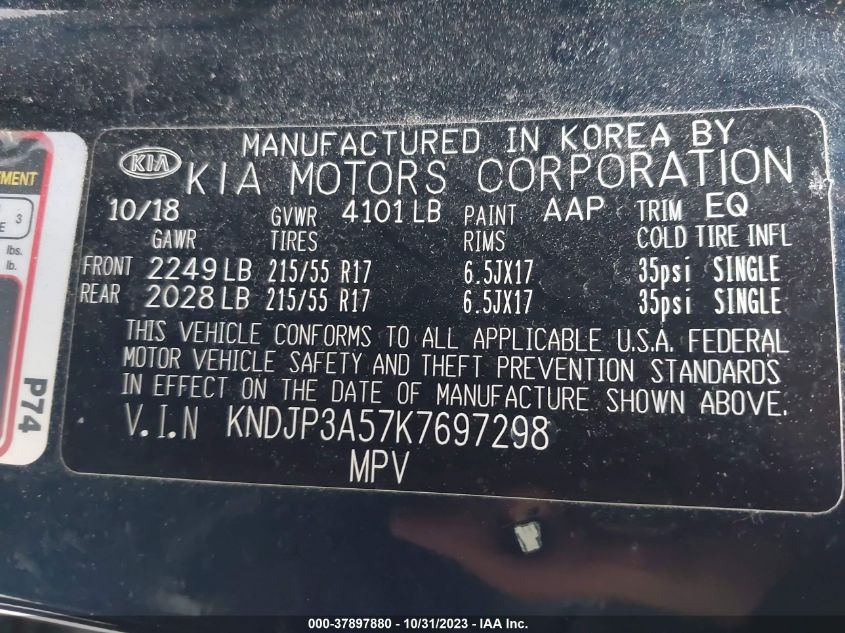 MANUFACTURED IN KOREA BY
KIA KIA MOTORS CORPORATION
10/18 GVWR 4101 LB PAINT AAP TRIM EQ
GAWR TIRES RIMS COLD TIRE INFL
FRONT 2249 LB 215/55 R17 6.5JX17 35psi SINGLE
REAR 2028 LB 215/55 R17 6.5JX17 35psi SINGLE
THIS VEHICLE CONFORMS TO ALL APPLICABLE U.S.A. FEDERAL
MOTOR VEHICLE SAFETY AND THEFT PREVENTION STANDARDS
IN EFFECT ON THE DATE OF MANUFACTURE SHOWN ABOVE.
V.I.N KNDJP3A57K7697298
MPV
3
lbs.
lb.
P74
000-37897880 - 10/31/2023 - IAA Inc.